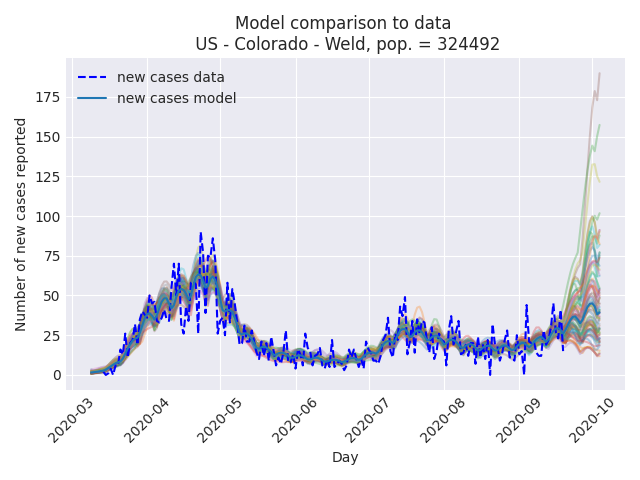 Model comparison to data
US - Colorado - Weld, pop. = 324492
new cases data
new cases model
Number of new cases reported
175
150
125
100
75
50
25
0
2020-03
2020-04
2020-05
2020-06
2020-07
2020-08
2020-09
2020-10
Day